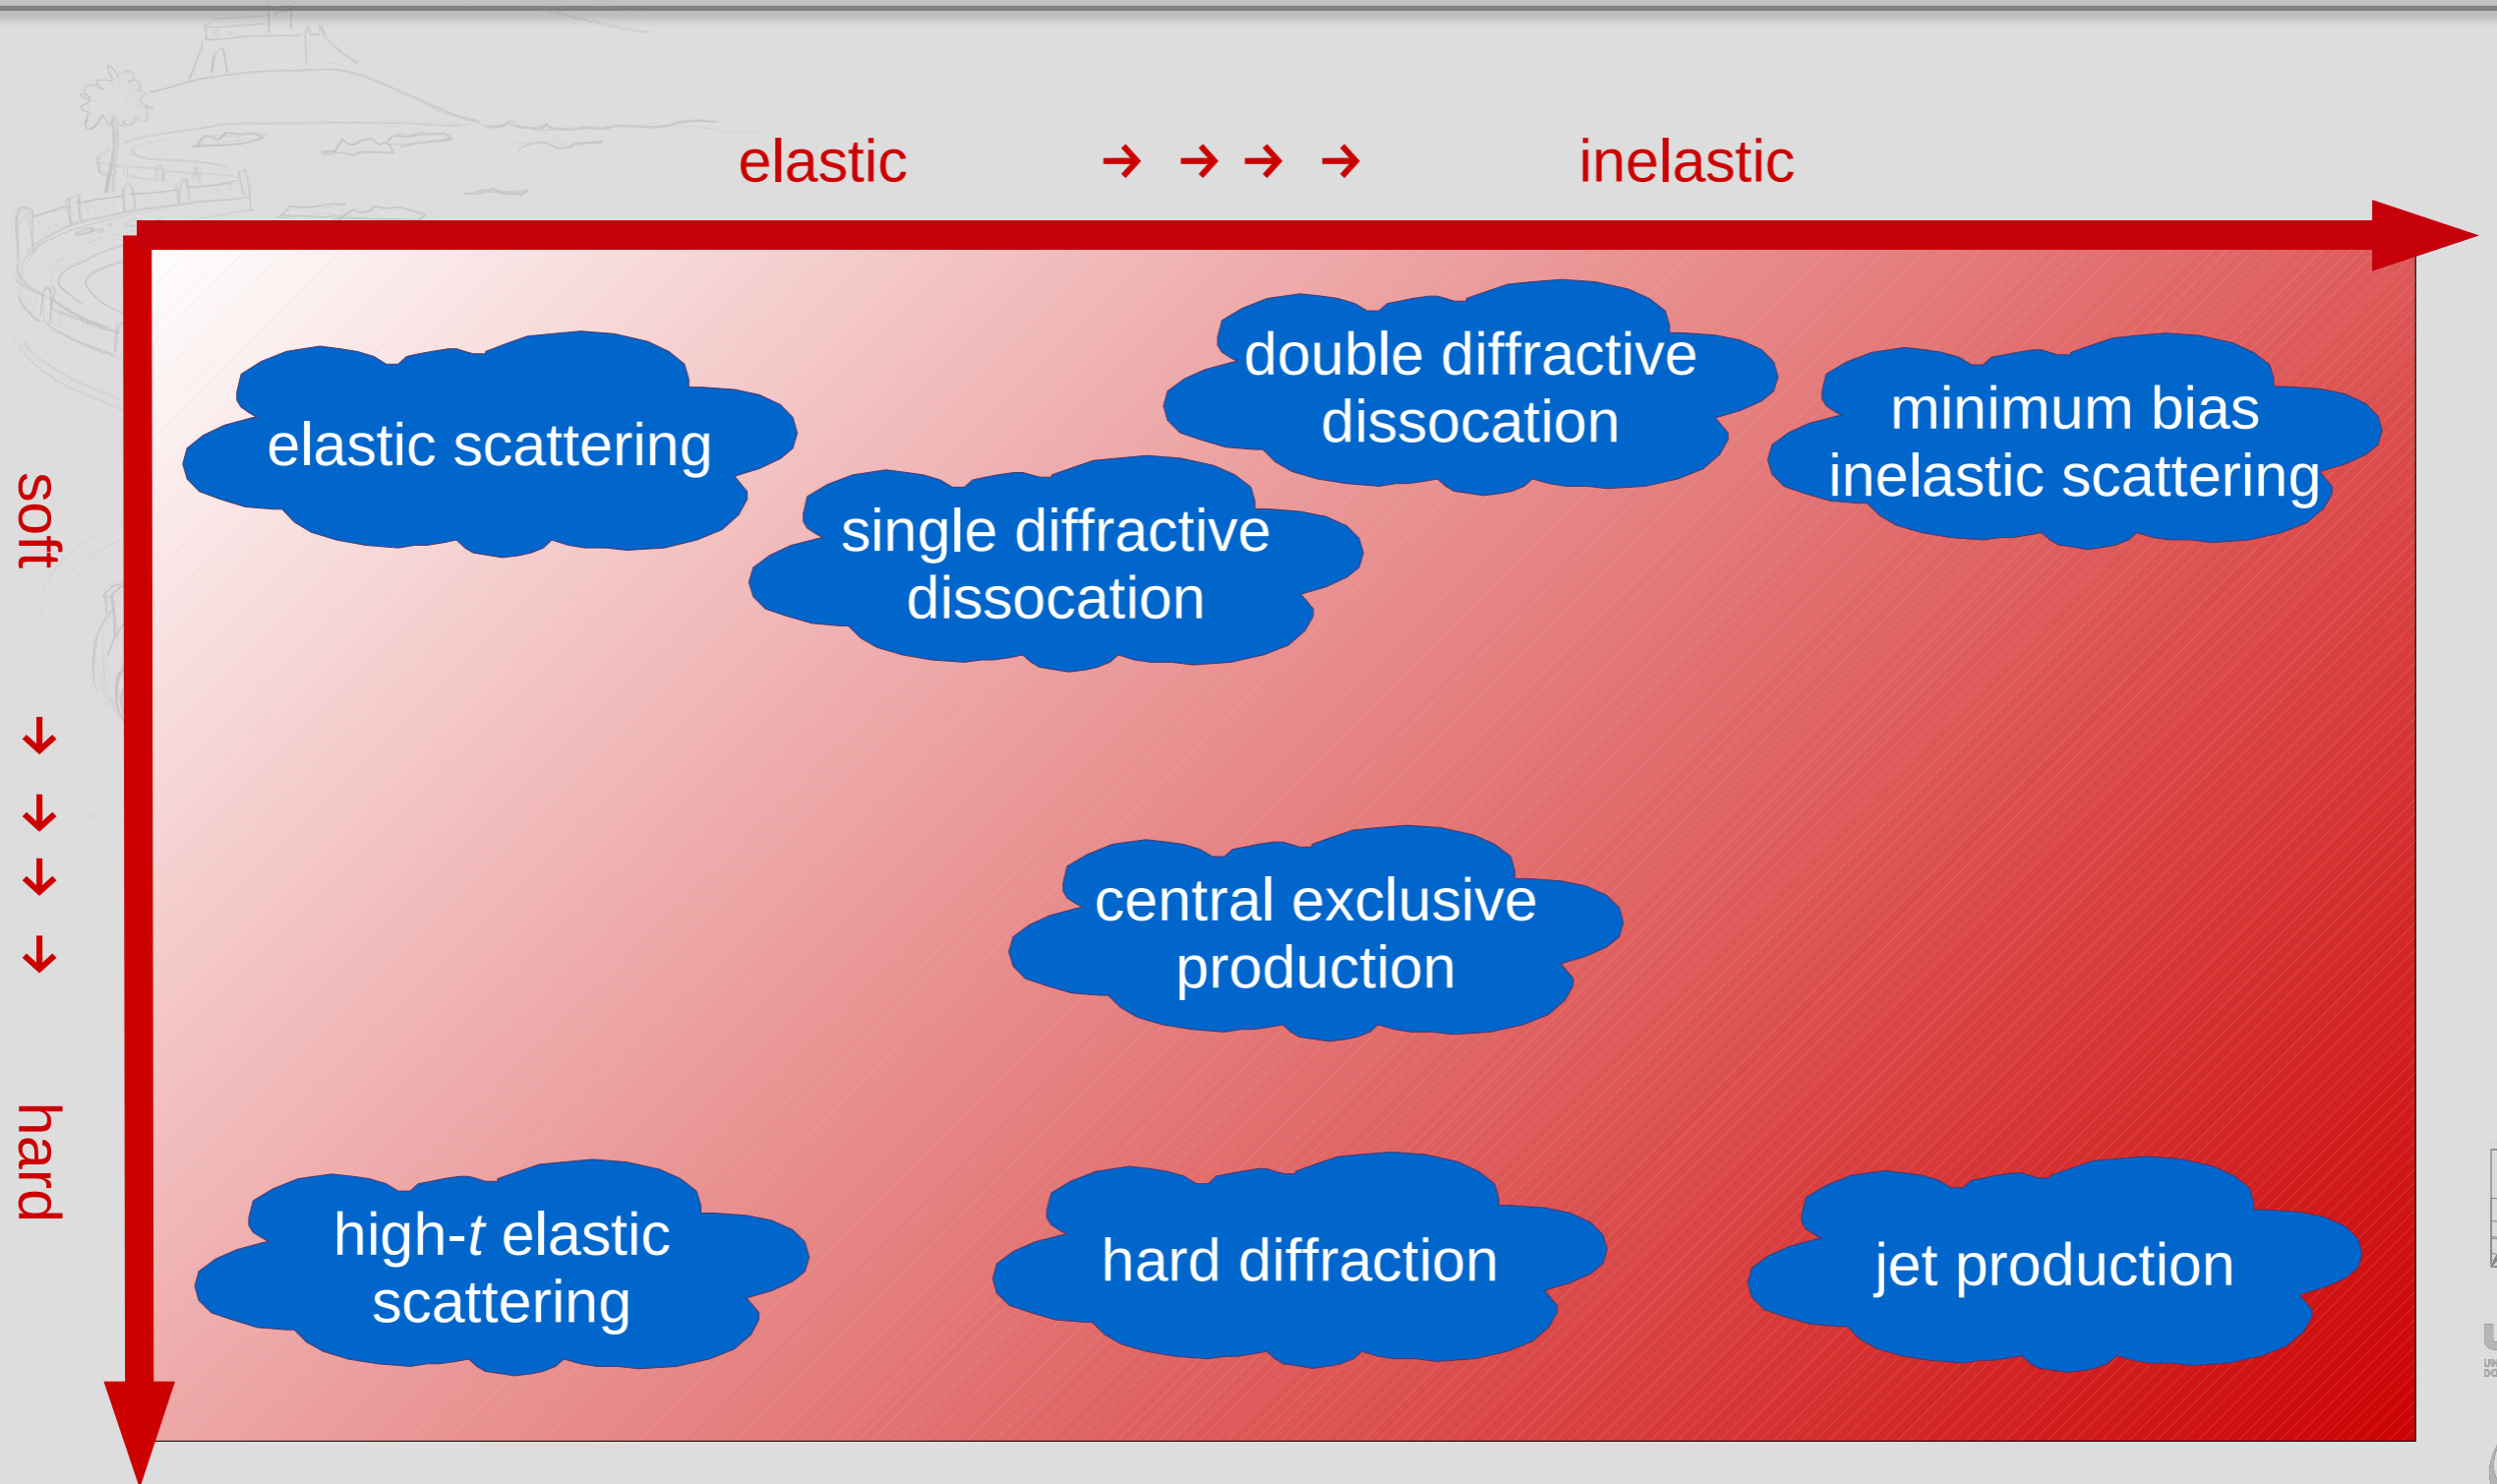 elastic → → → → inelastic
soft → → → → hard
elastic scattering
double diffractive
dissocation
minimum bias
inelastic scattering
single diffractive
dissocation
central exclusive
production
high-t elastic
scattering
hard diffraction
jet production